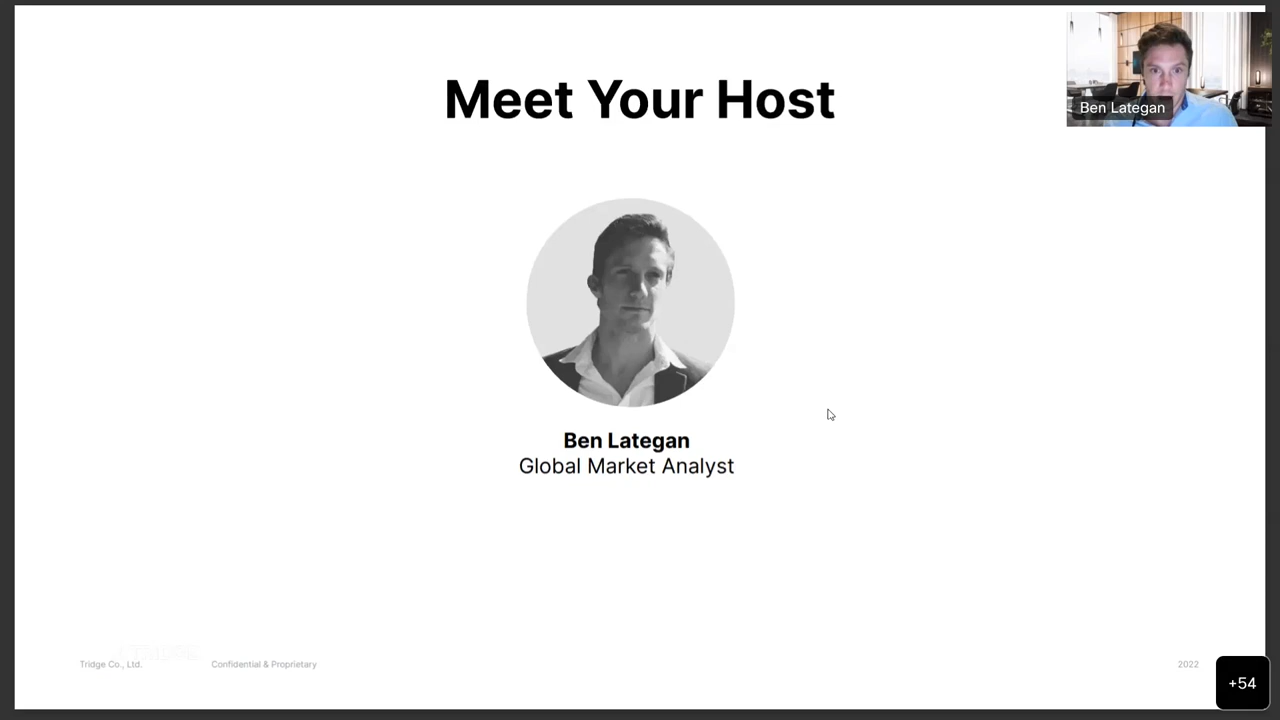 Meet Your Host
Ben Lategan
Ben Lategan
Global Market Analyst
Tridge Co., Ltd.
Confidential & Proprietary
2022
+54